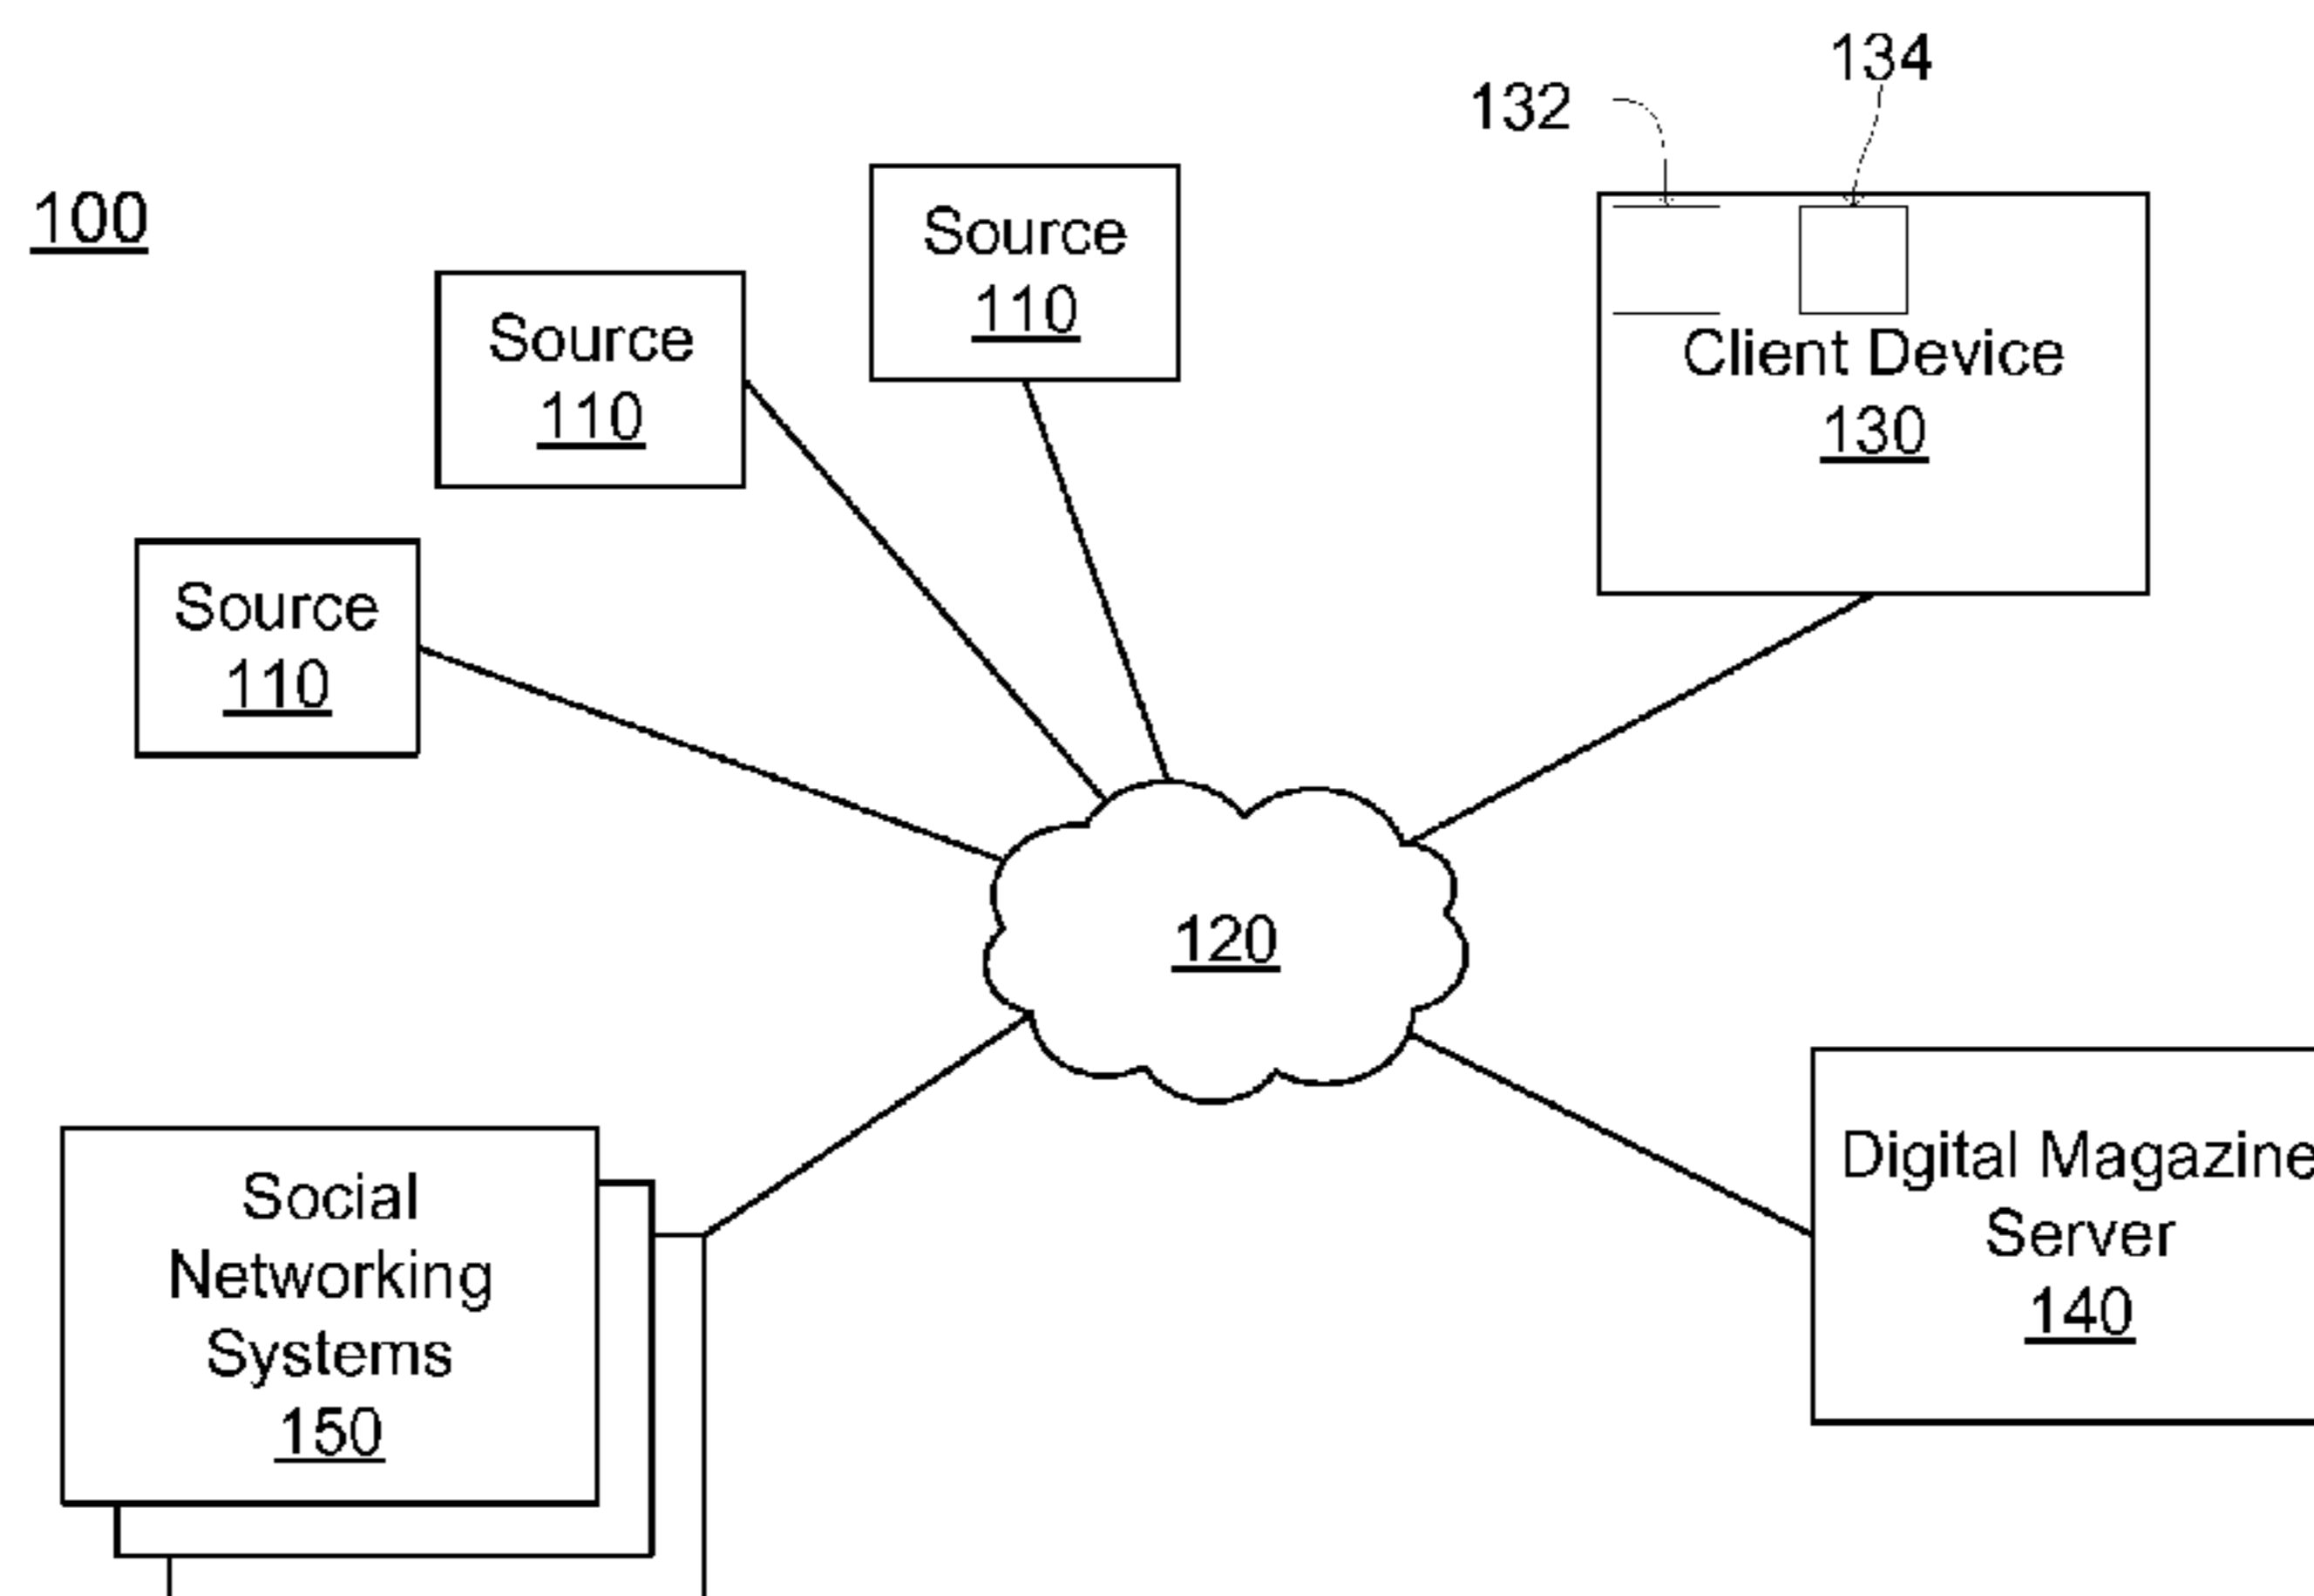 134
132
100
Source
110
Source
110
Client Device
130
Source
110
120
Digital Magazine
Server
140
Social
Networking
Systems
150